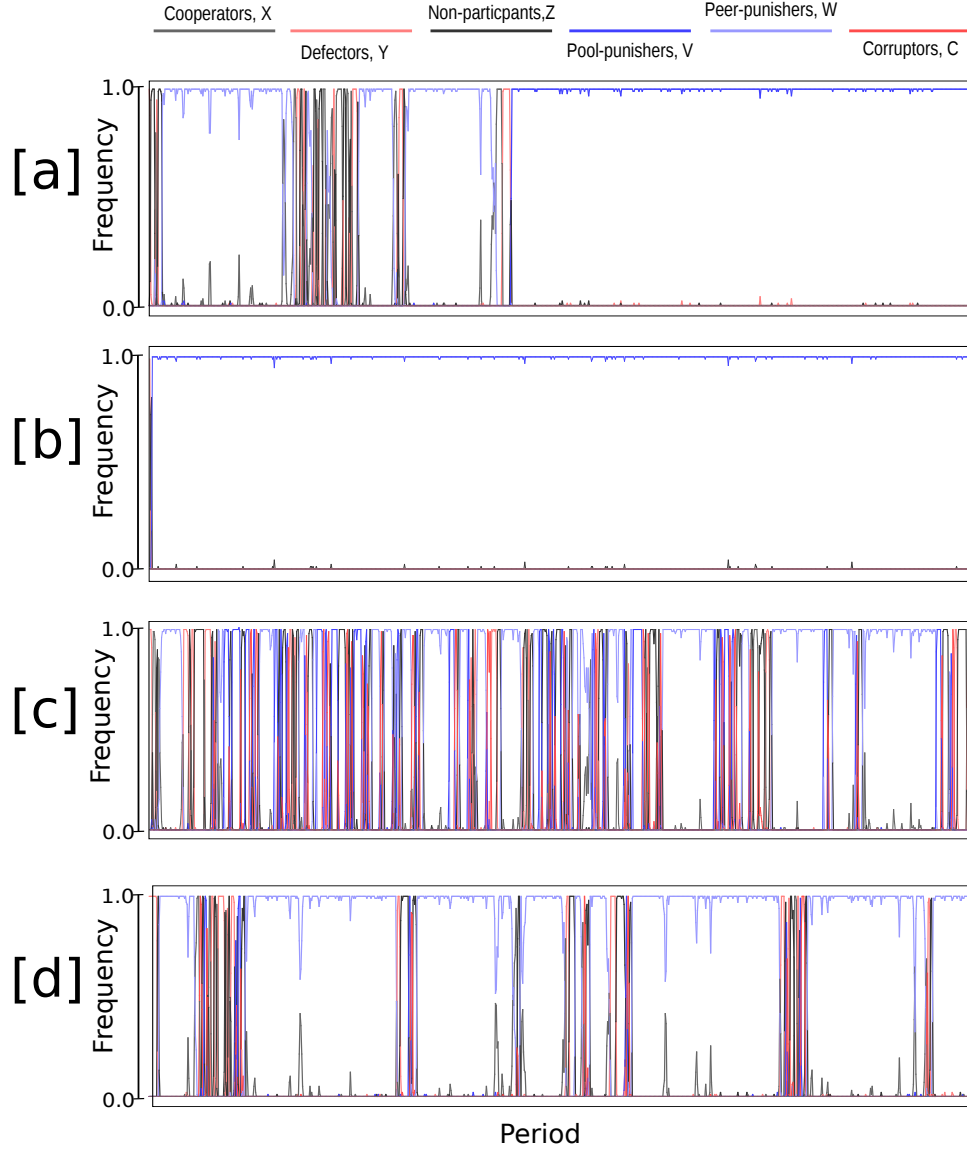 Cooperators, X
Defectors, Y
Non-particpants,Z
Pool-punishers, V
Peer-punishers, W
Corruptors, C
[a]
Frequency
1.0
0.0
[b]
Frequency
1.0
0.0
[c]
Frequency
1.0
0.0
[d]
Frequency
1.0
0.0
Period